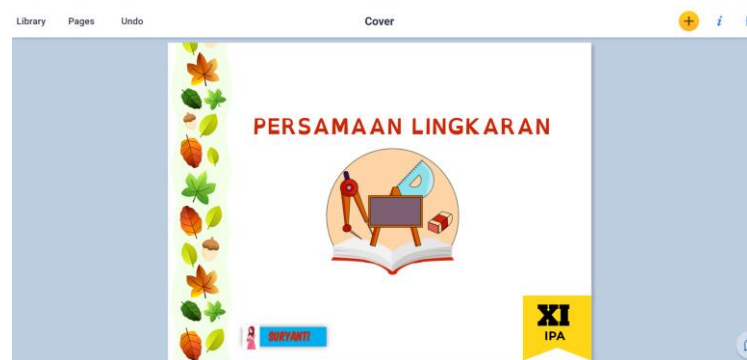 Library Pages Undo Cover + i
PERSAMAAN LINGKARAN
SURYANTI
XI
IPA